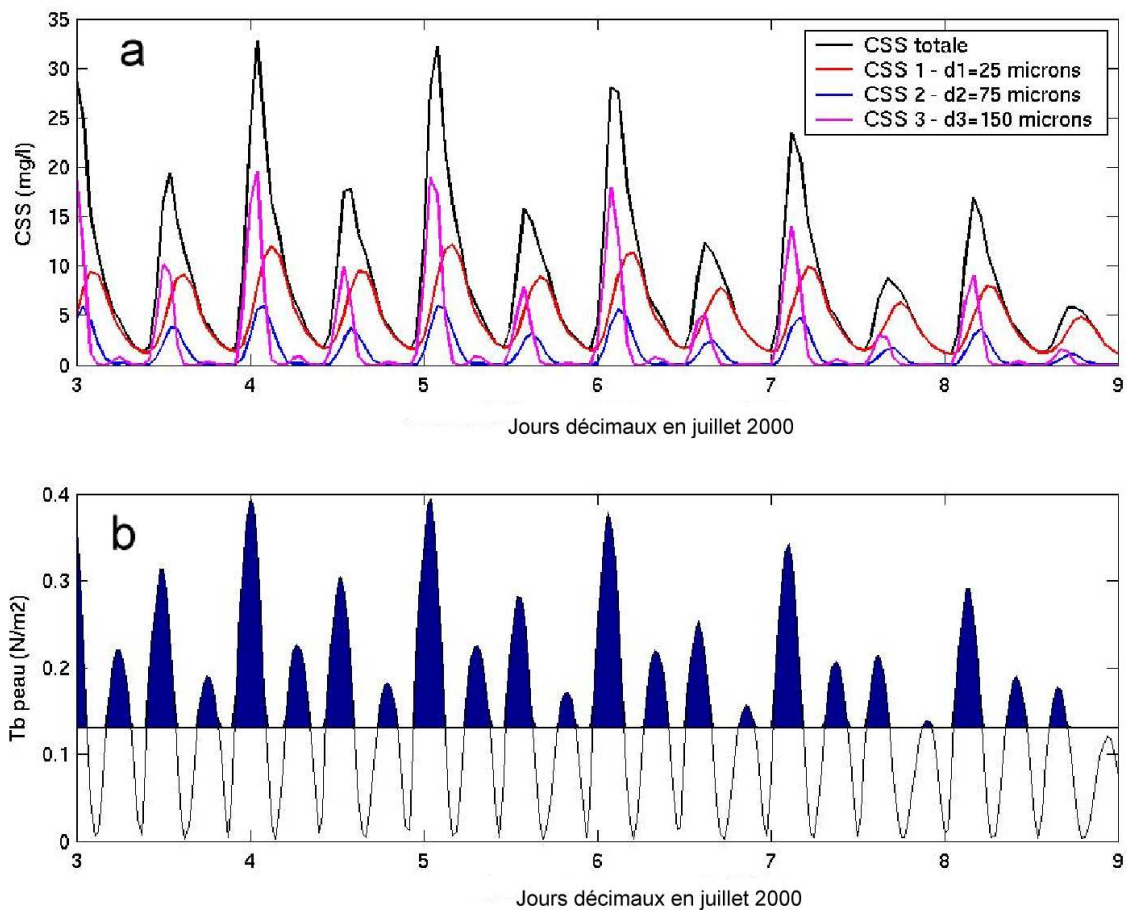 a
CSS totale
CSS 1 - d1=25 microns
CSS 2 - d2=75 microns
CSS 3 - d3=150 microns
35
30
25
20
15
10
5
0
CSS (mg/l)
3 4 5 6 7 8 9
Jours décimaux en juillet 2000
b
0.4
0.3
0.2
0.1
0
Tb peau (N/m2)
3 4 5 6 7 8 9
Jours décimaux en juillet 2000